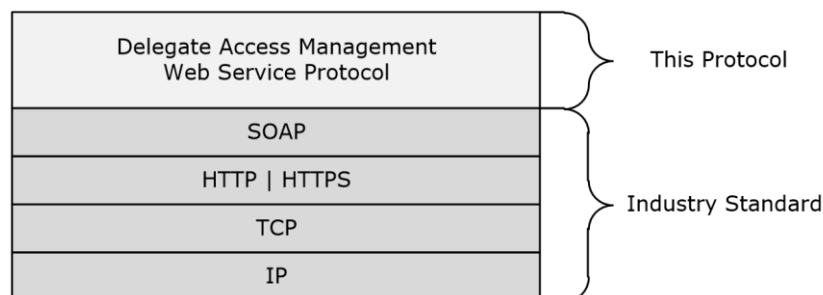 Delegate Access Management
Web Service Protocol
This Protocol
SOAP
HTTP | HTTPS
Industry Standard
TCP
IP